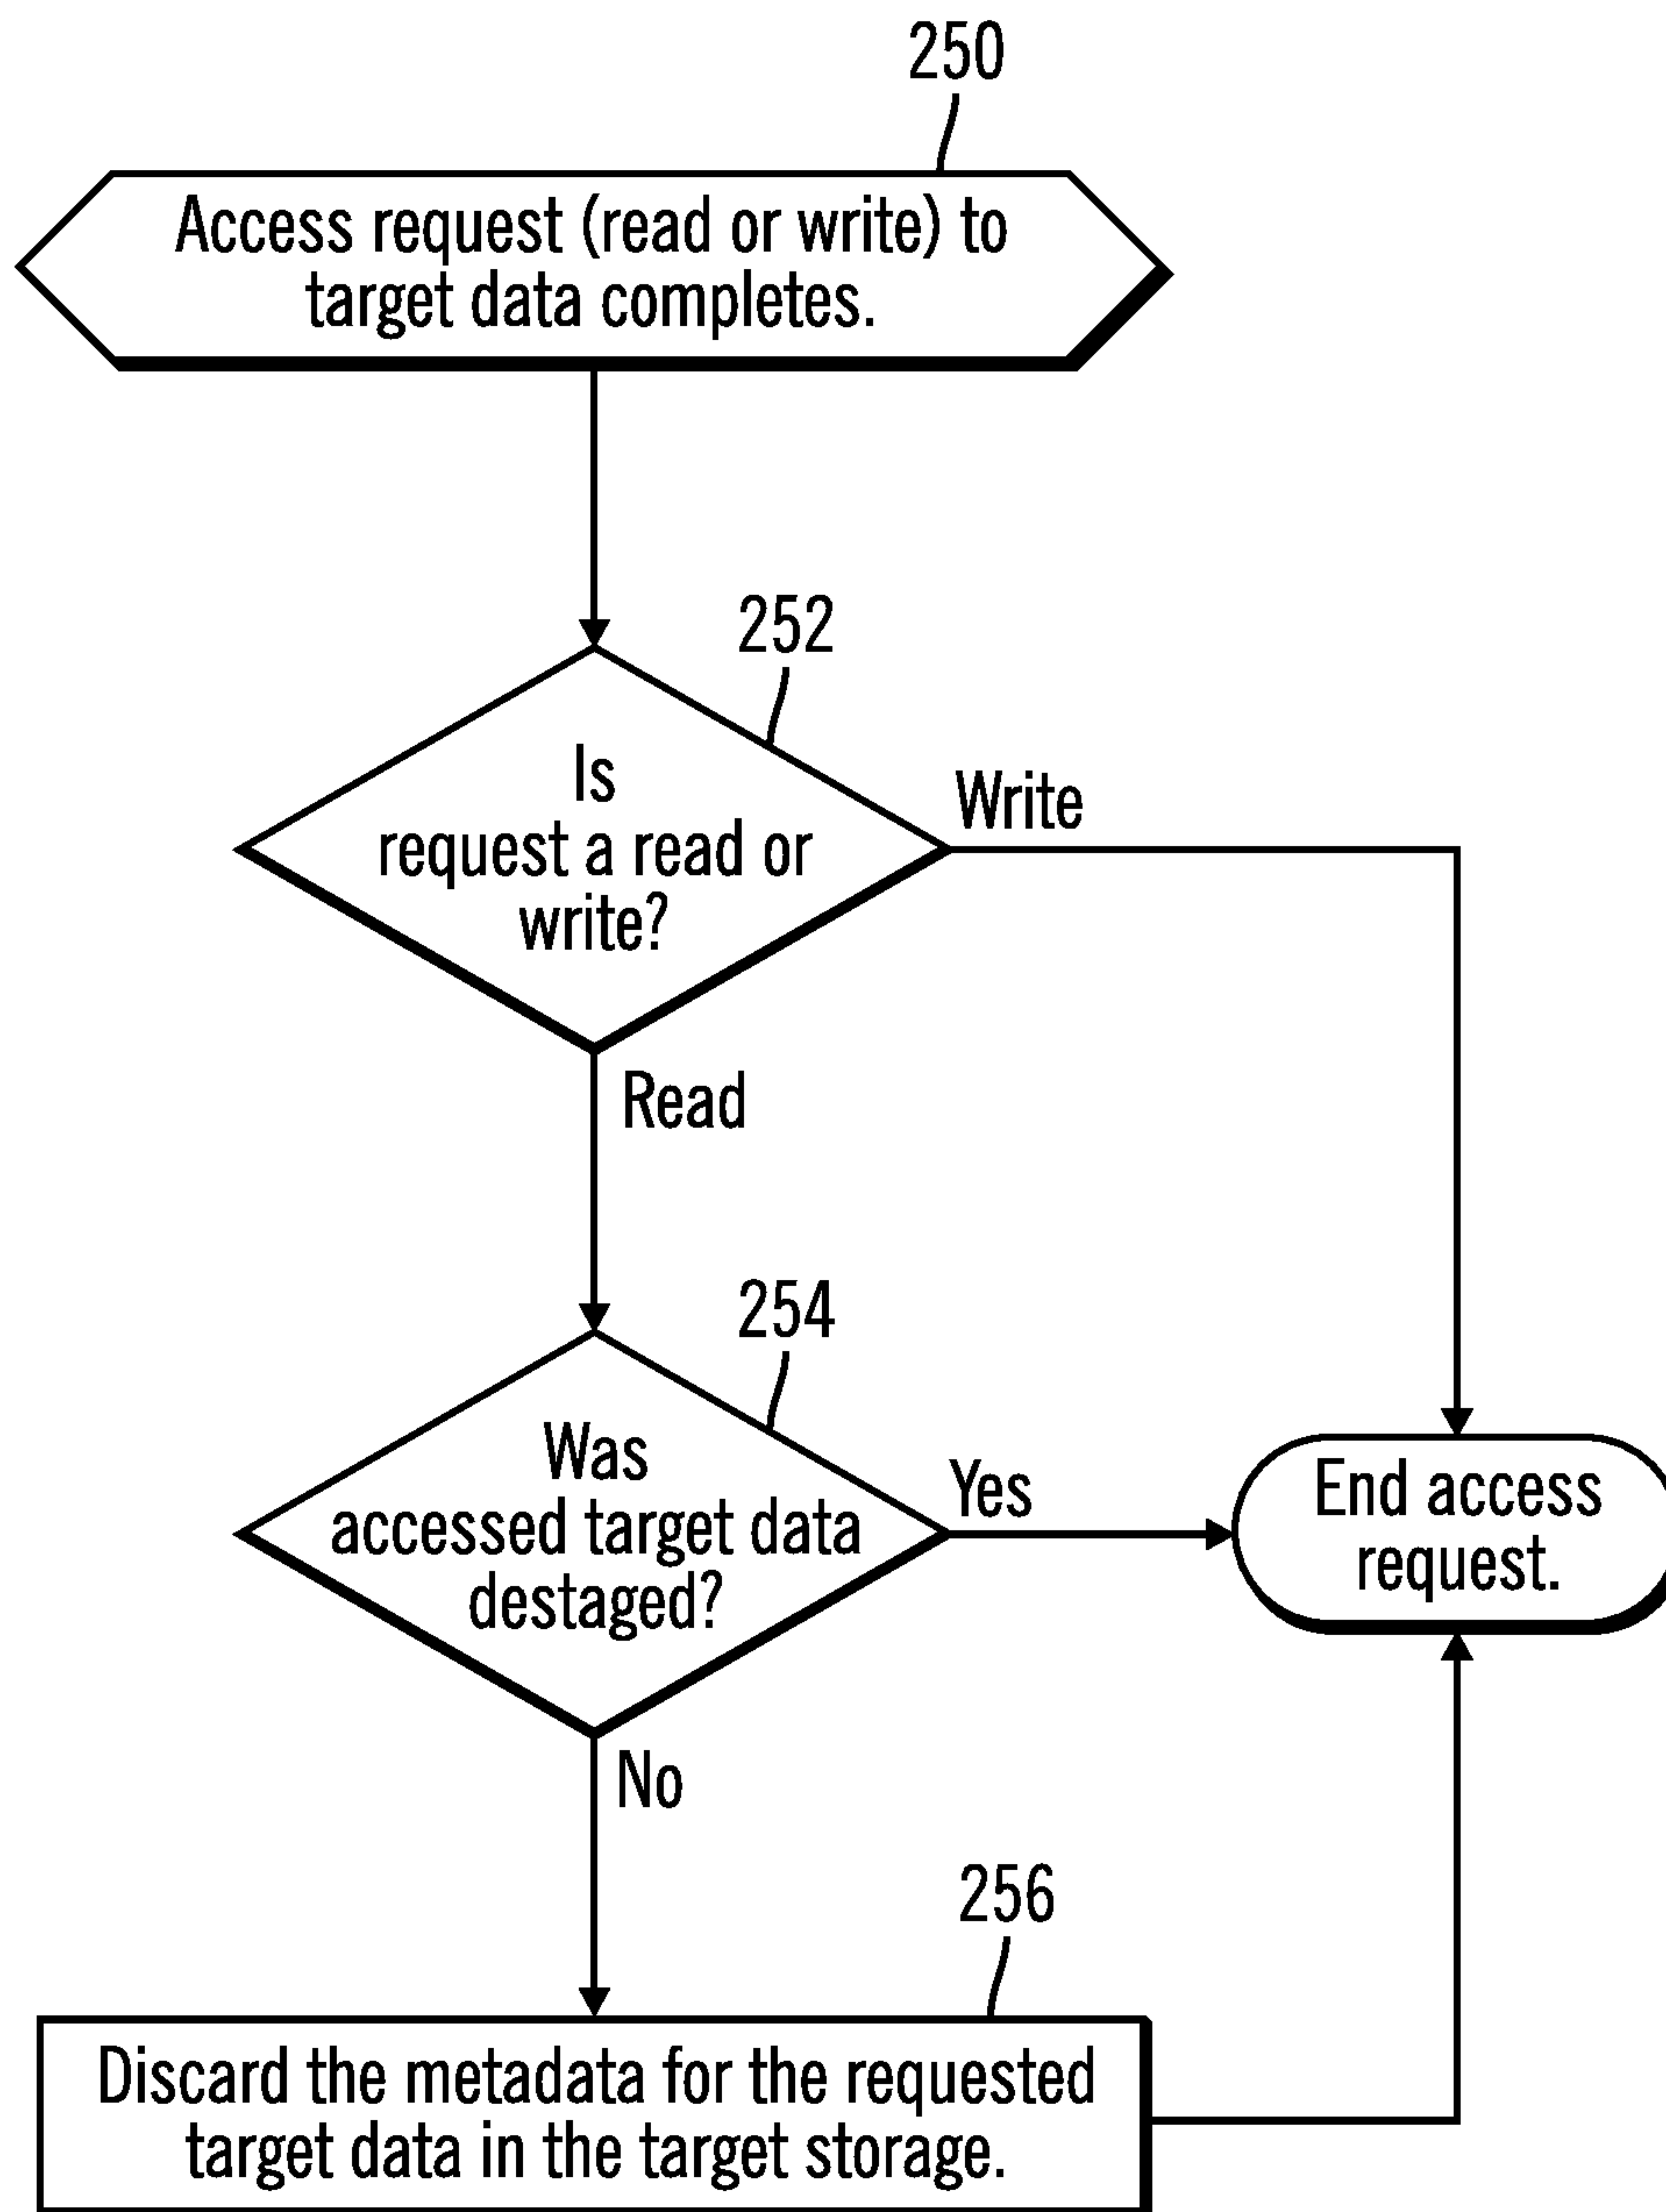 250
Access request (read or write) to
target data completes.
252
Is
request a read or
write?
Write
Read
254
Was
accessed target data
destaged?
Yes
End access
request.
No
256
Discard the metadata for the requested
target data in the target storage.